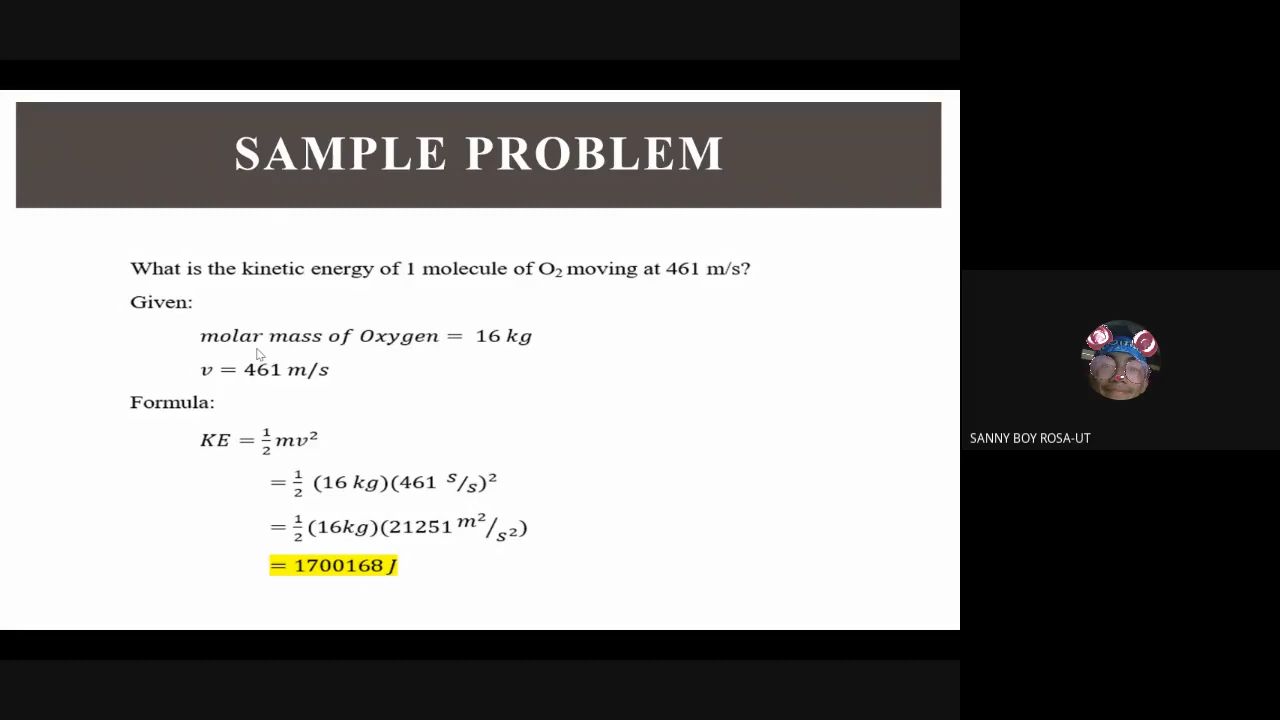 SAMPLE PROBLEM
What is the kinetic energy of 1 molecule of O₂ moving at 461 m/s?
Given:
molar mass of Oxygen = 16 kg
v = 461 m/s
Formula:
KE = ½mv²
= ½ (16 kg)(461 s/s)²
= ½(16kg)(21251 m²/s²)
= 1700168 J
SANNY BOY ROSA-UT